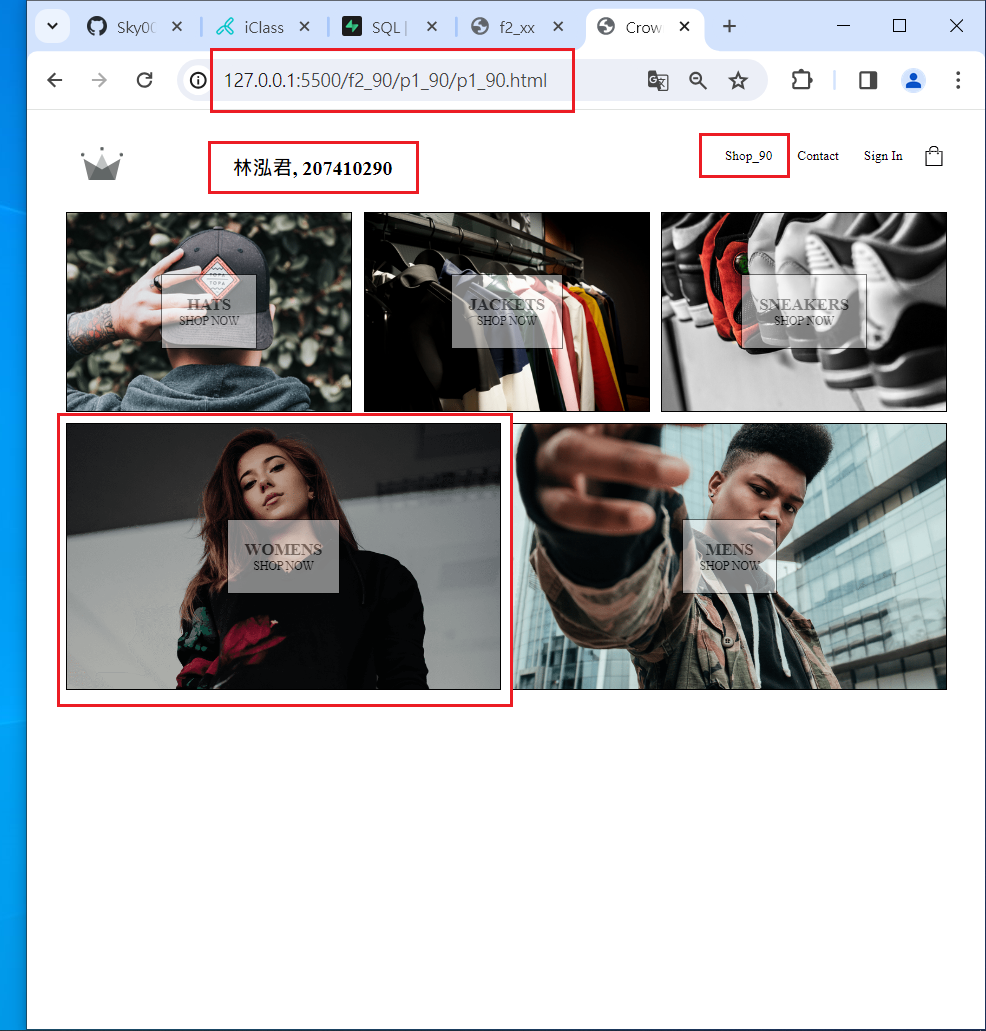 Sky00
iClass
SQL |
f2_xx
Crow
127.0.0.1:5500/f2_90/p1_90/p1_90.html
林泓君, 207410290
Shop_90
Contact
Sign In
HATS
SHOP NOW
JACKETS
SHOP NOW
SNEAKERS
SHOP NOW
WOMENS
SHOP NOW
MENS
SHOP NOW